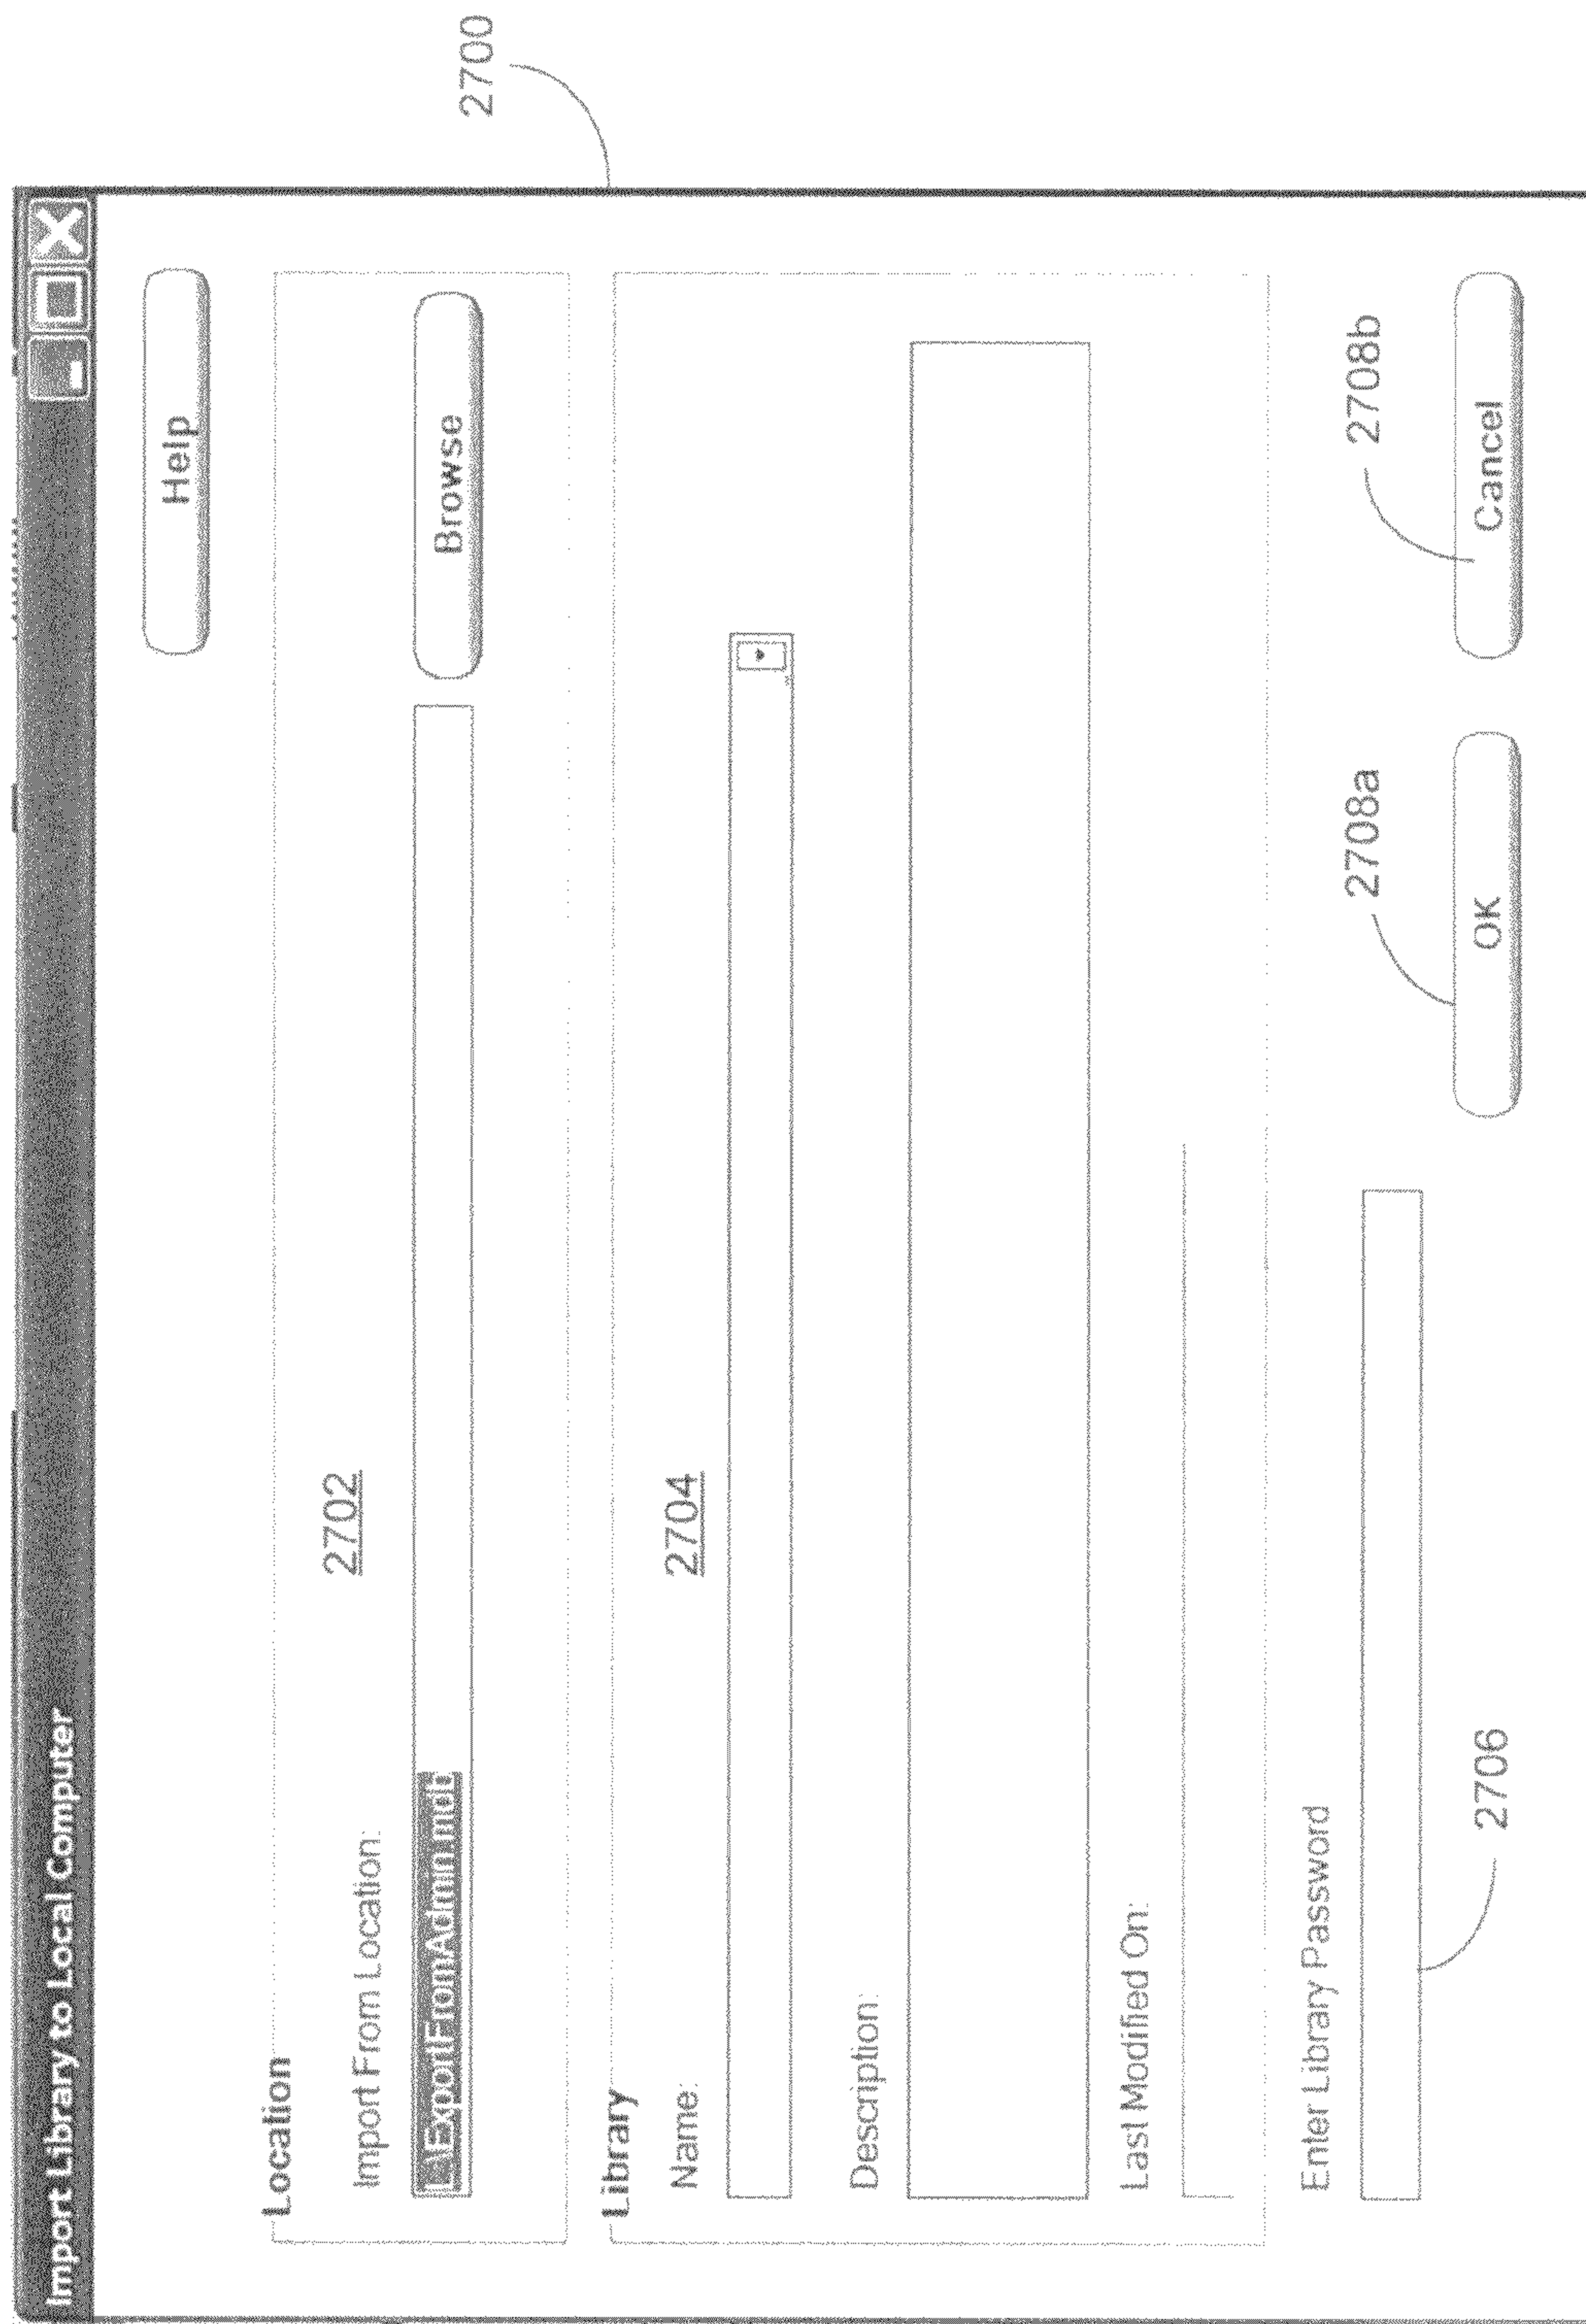 2700
Import Library to Local Computer
Help
Location
2702
Import From Location:
\ExportFromAdmin.mdb
Browse
Library
2704
Name:
Description:
Last Modified On:
Enter Library Password
2708a
2708b
OK
Cancel
2706